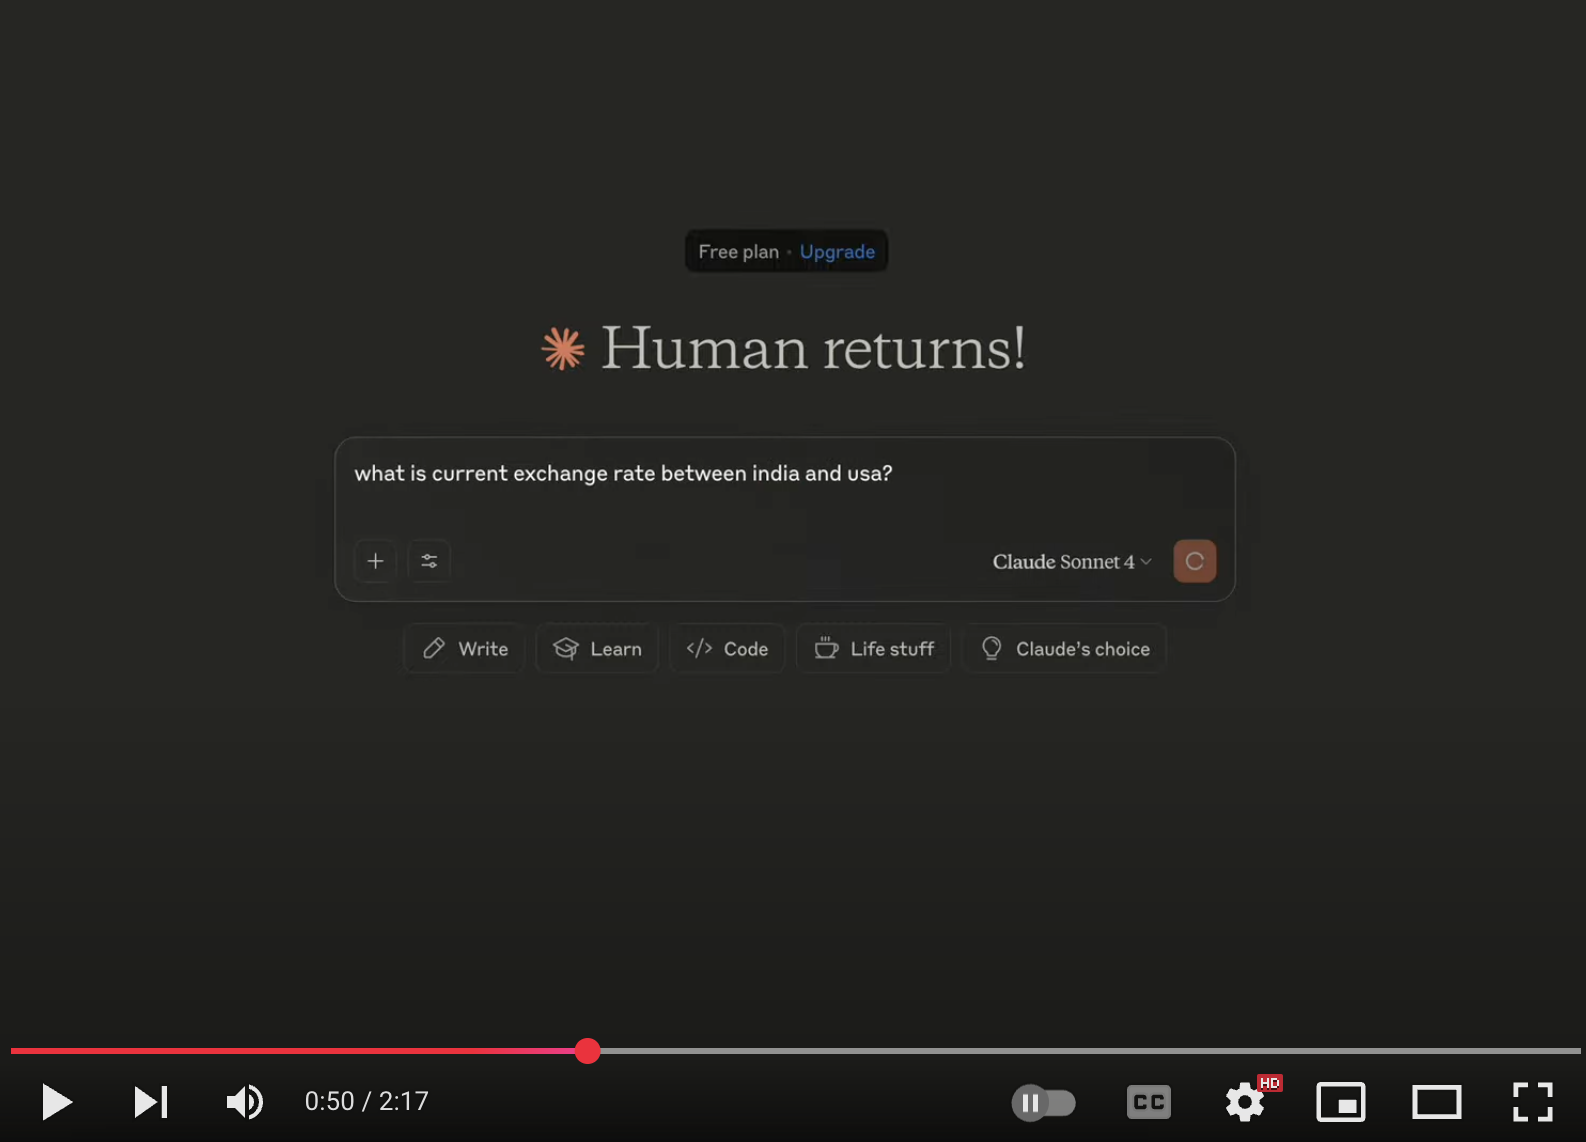 Free plan • Upgrade
Human returns!
what is current exchange rate between india and usa?
Claude Sonnet 4
Write Learn Code Life stuff Claude's choice
0:50 / 2:17 CC HD